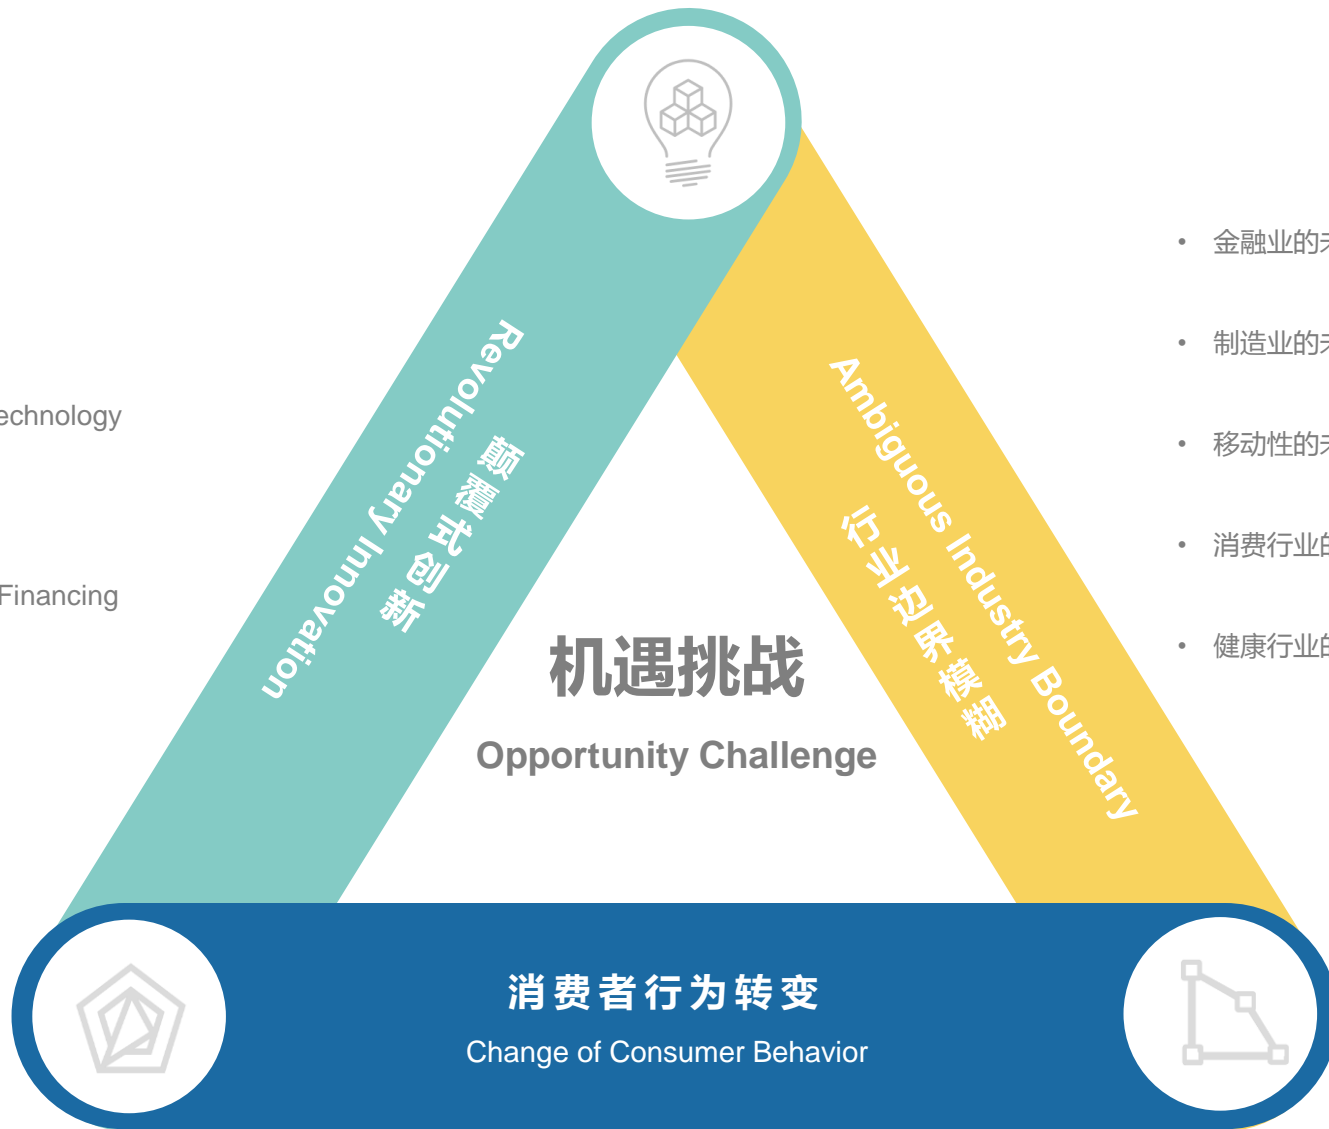 echnology
Financing
Revolutionary Innovation
颠覆式创新
机遇挑战
Opportunity Challenge
Ambiguous Industry Boundary
行业边界模糊
• 金融业的
• 制造业的
• 移动性的
• 消费行业的
• 健康行业的
消费者行为转变
Change of Consumer Behavior